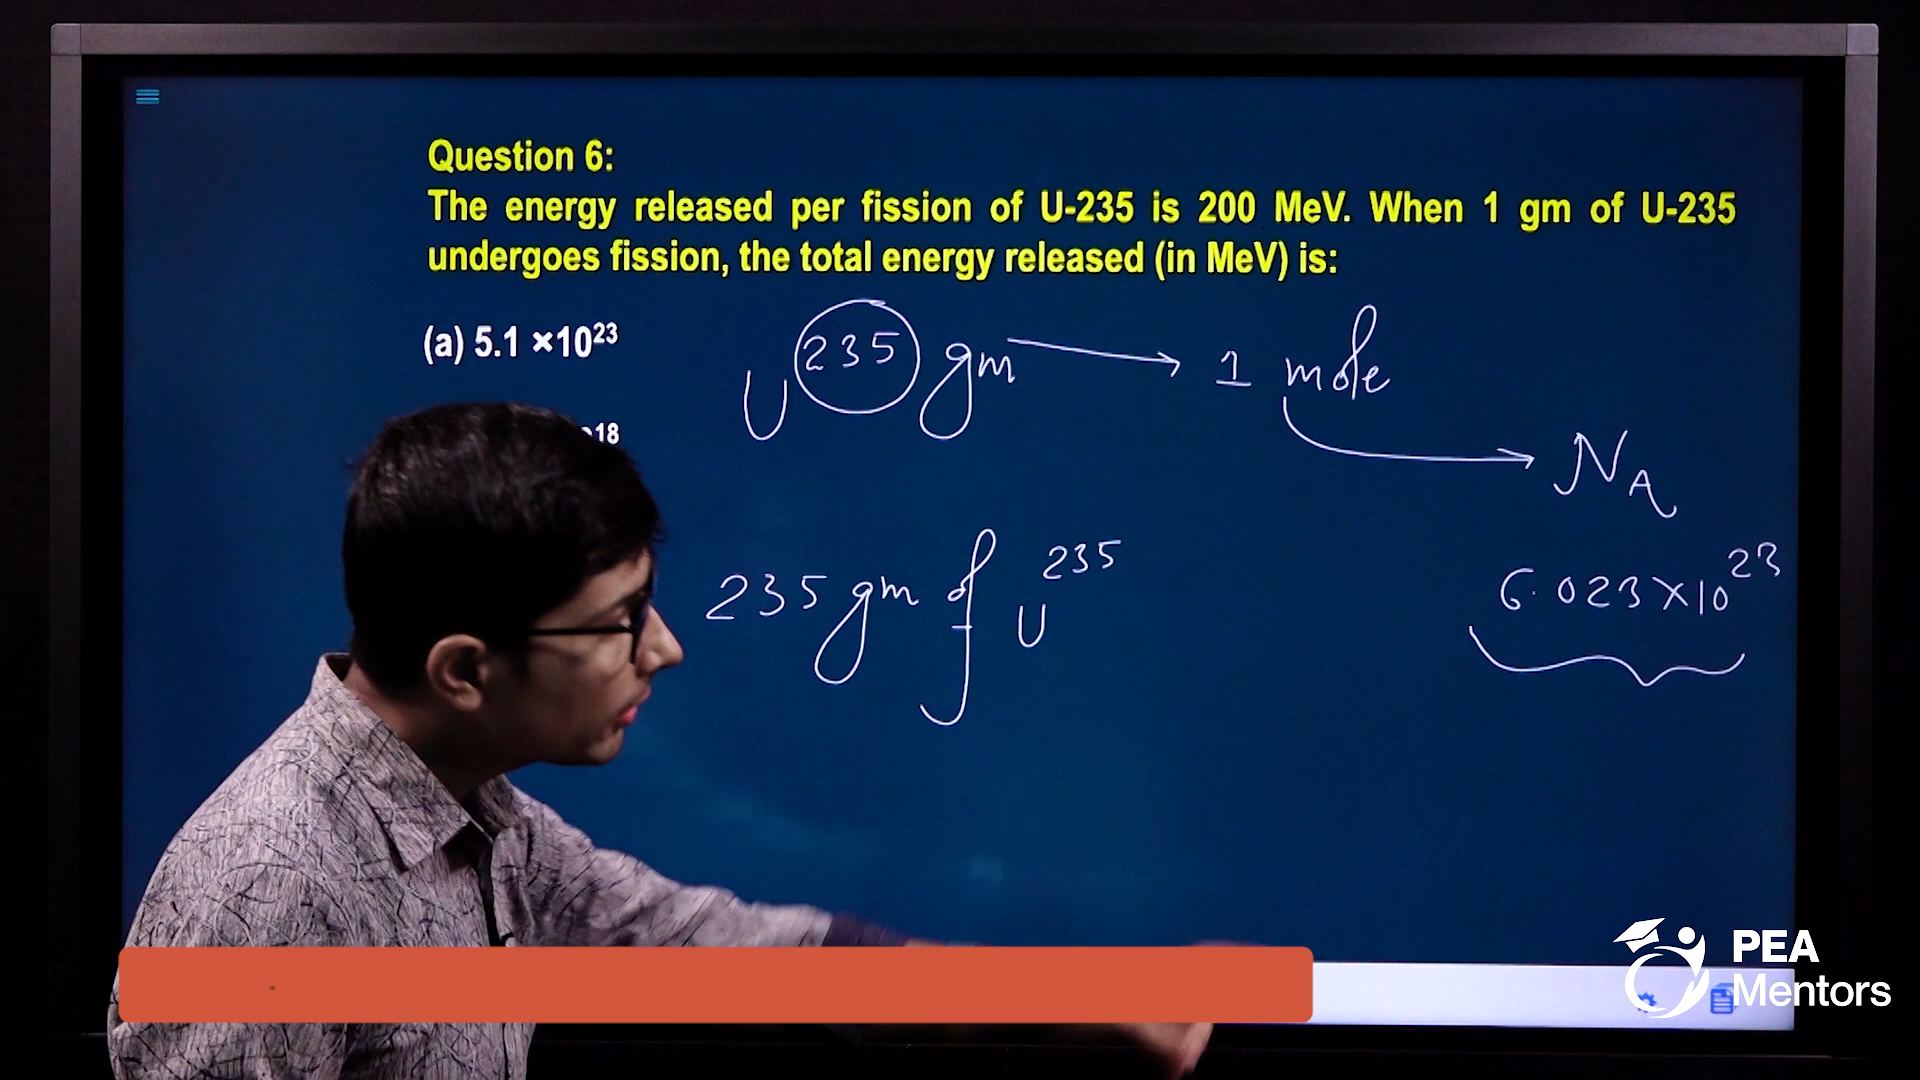 Question 6:
The energy released per fission of U-235 is 200 MeV. When 1 gm of U-235
undergoes fission, the total energy released (in MeV) is:
(a) 5.1 ×10²³
U²³⁵ gm → 1 mole
18
N_A
235 gm of U²³⁵
6.023×10²³
PEA
Mentors